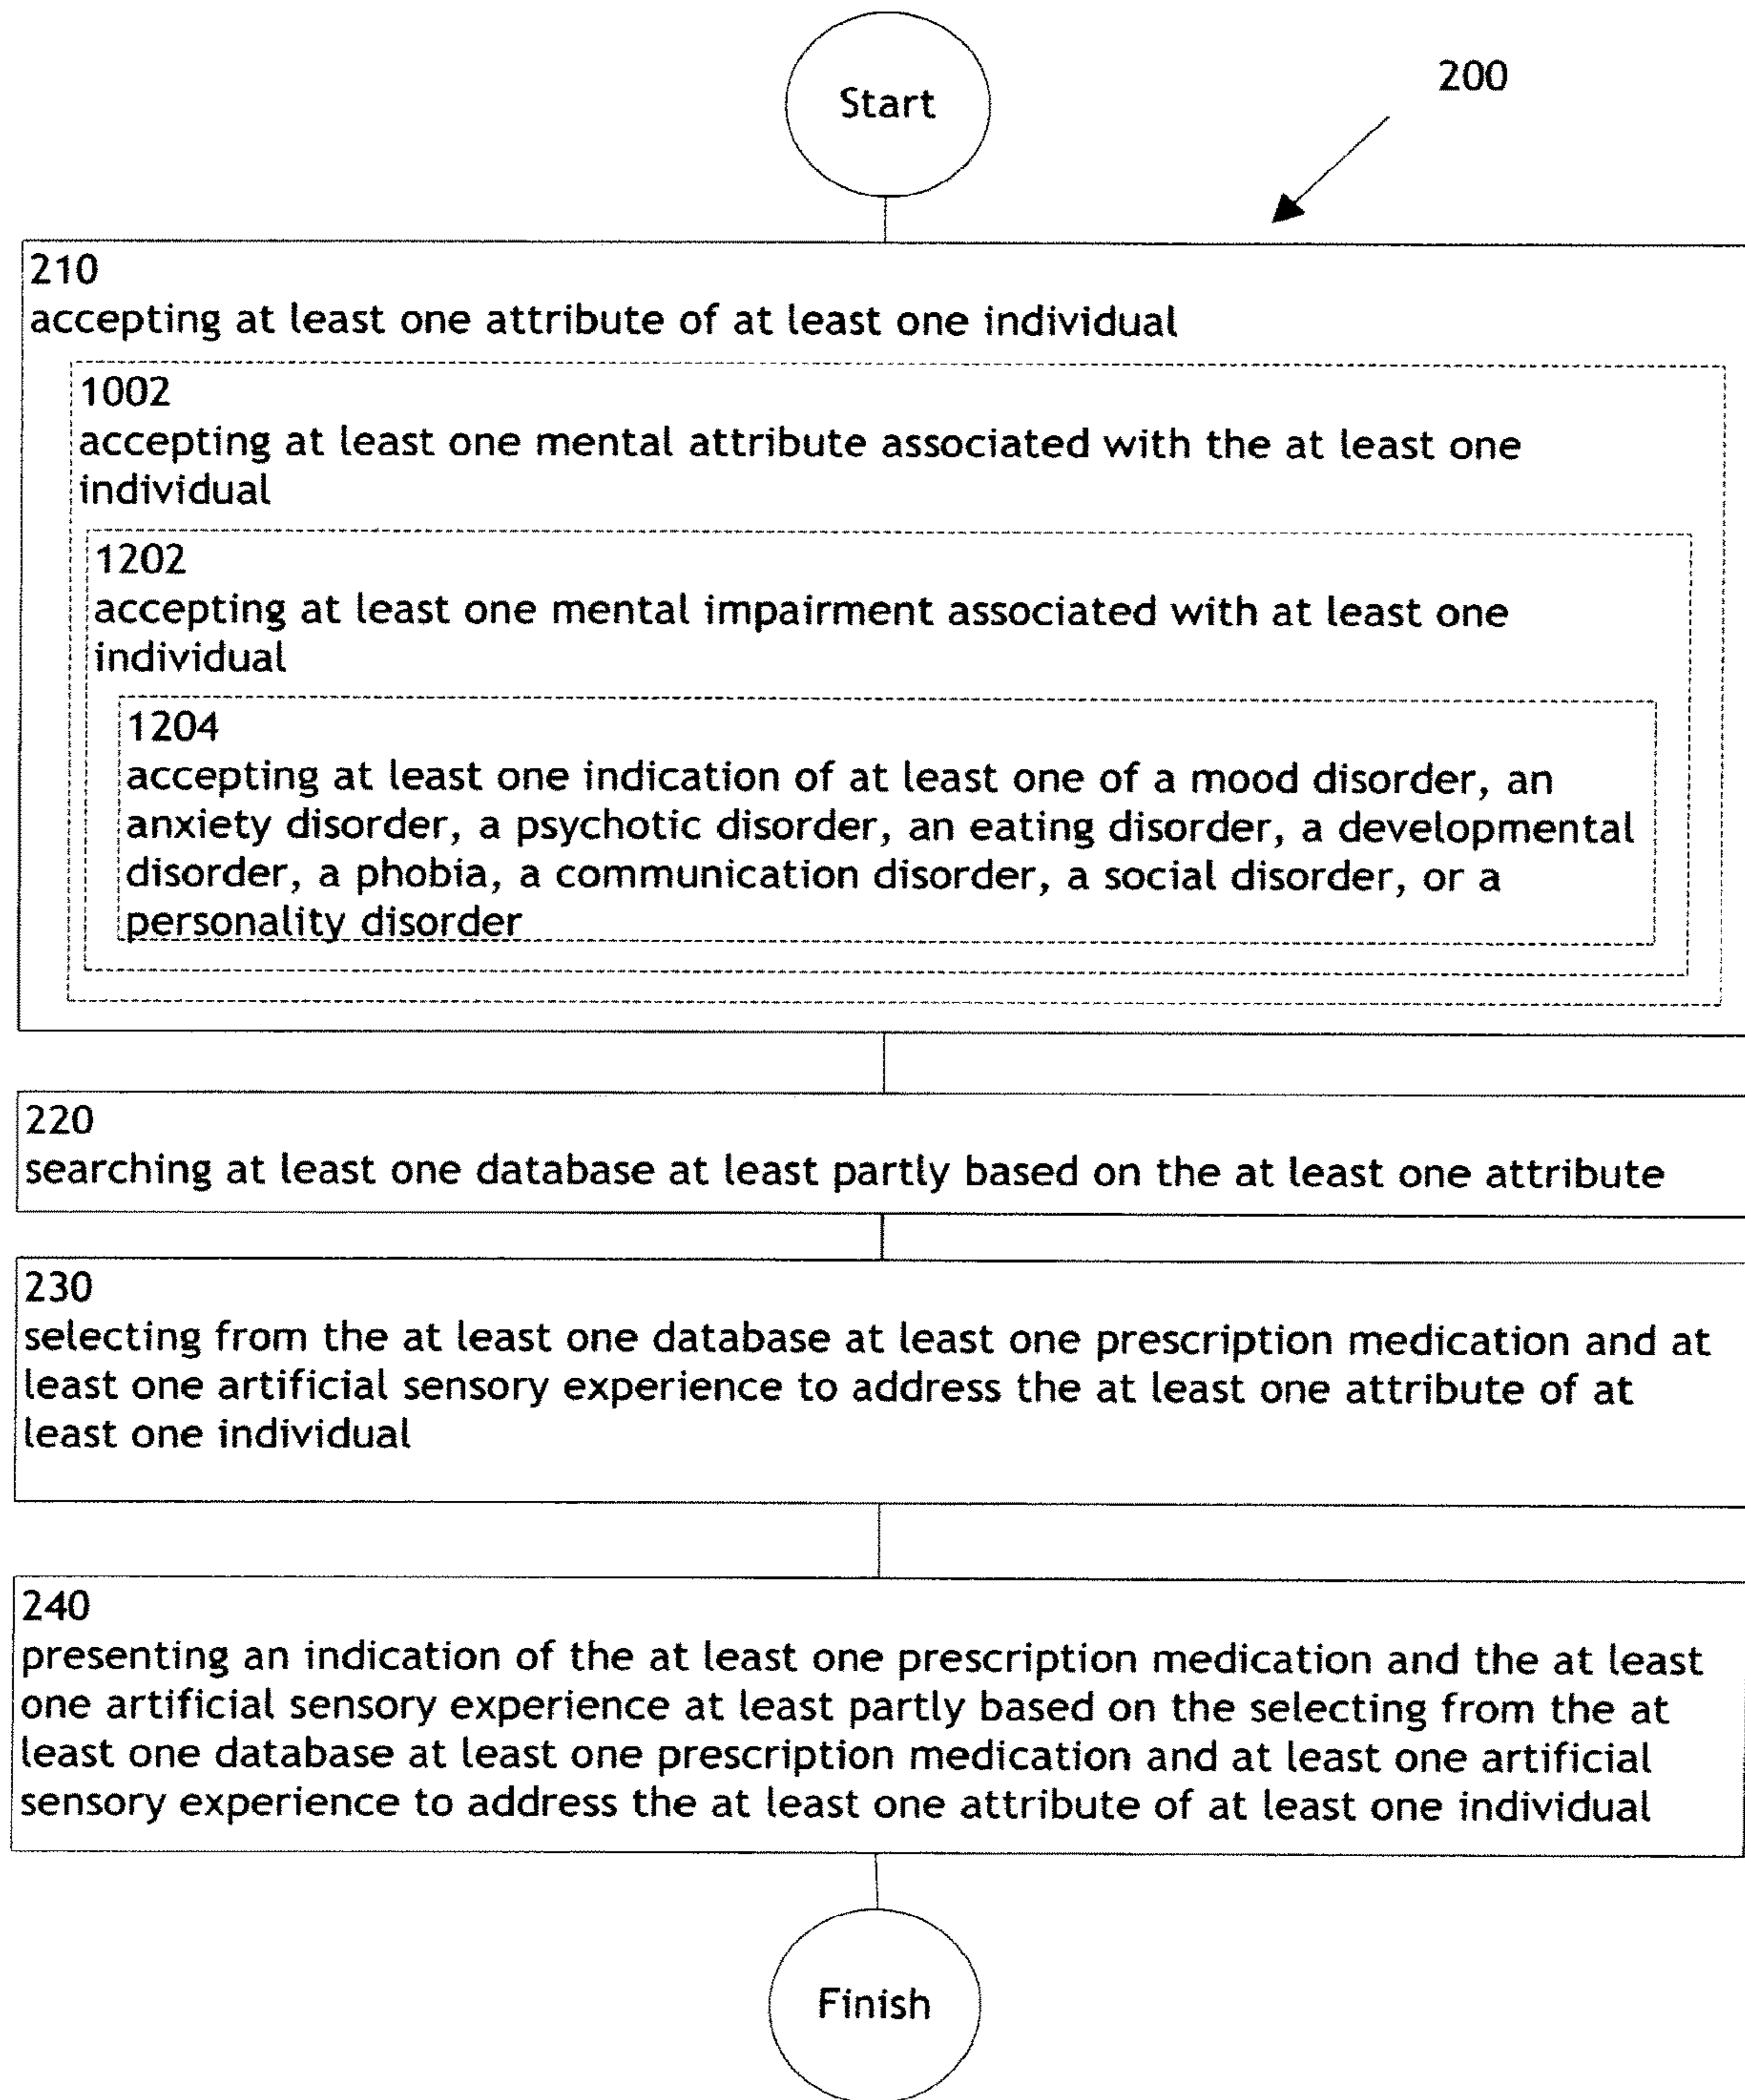 Start
200
210
accepting at least one attribute of at least one individual
1002
accepting at least one mental attribute associated with the at least one
individual
1202
accepting at least one mental impairment associated with at least one
individual
1204
accepting at least one indication of at least one of a mood disorder, an
anxiety disorder, a psychotic disorder, an eating disorder, a developmental
disorder, a phobia, a communication disorder, a social disorder, or a
personality disorder
220
searching at least one database at least partly based on the at least one attribute
230
selecting from the at least one database at least one prescription medication and at
least one artificial sensory experience to address the at least one attribute of at
least one individual
240
presenting an indication of the at least one prescription medication and the at least
one artificial sensory experience at least partly based on the selecting from the at
least one database at least one prescription medication and at least one artificial
sensory experience to address the at least one attribute of at least one individual
Finish